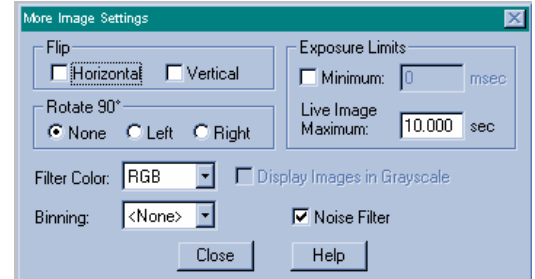 More Image Settings
Flip
Horizontal Vertical
Rotate 90°
None Left Right
Exposure Limits
Minimum: 0 msec
Live Image
Maximum: 10.000 sec
Filter Color: RGB Display Images in Grayscale
Binning: <None> Noise Filter
Close Help